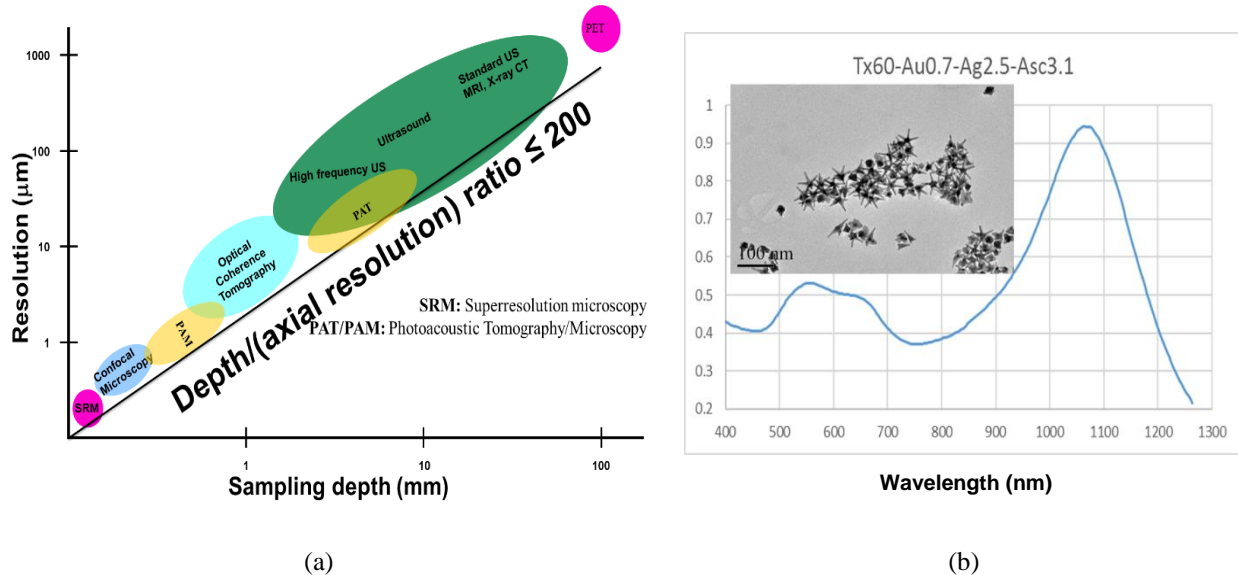 PET
1000
Standard US
MRI, X-ray CT
Ultrasound
100
High frequency US
PAT
Resolution (μm)
10
Optical
Coherence
Tomography
Depth/(axial resolution) ratio ≤ 200
SRM: Superresolution microscopy
PAT/PAM: Photoacoustic Tomography/Microscopy
PAM
1
Confocal
Microscopy
SRM
1
10
100
Sampling depth (mm)
(a)
Tx60-Au0.7-Ag2.5-Asc3.1
1
0.9
0.8
0.7
0.6
0.5
0.4
0.3
0.2
100 nm
400 500 600 700 800 900 1000 1100 1200 1300
Wavelength (nm)
(b)